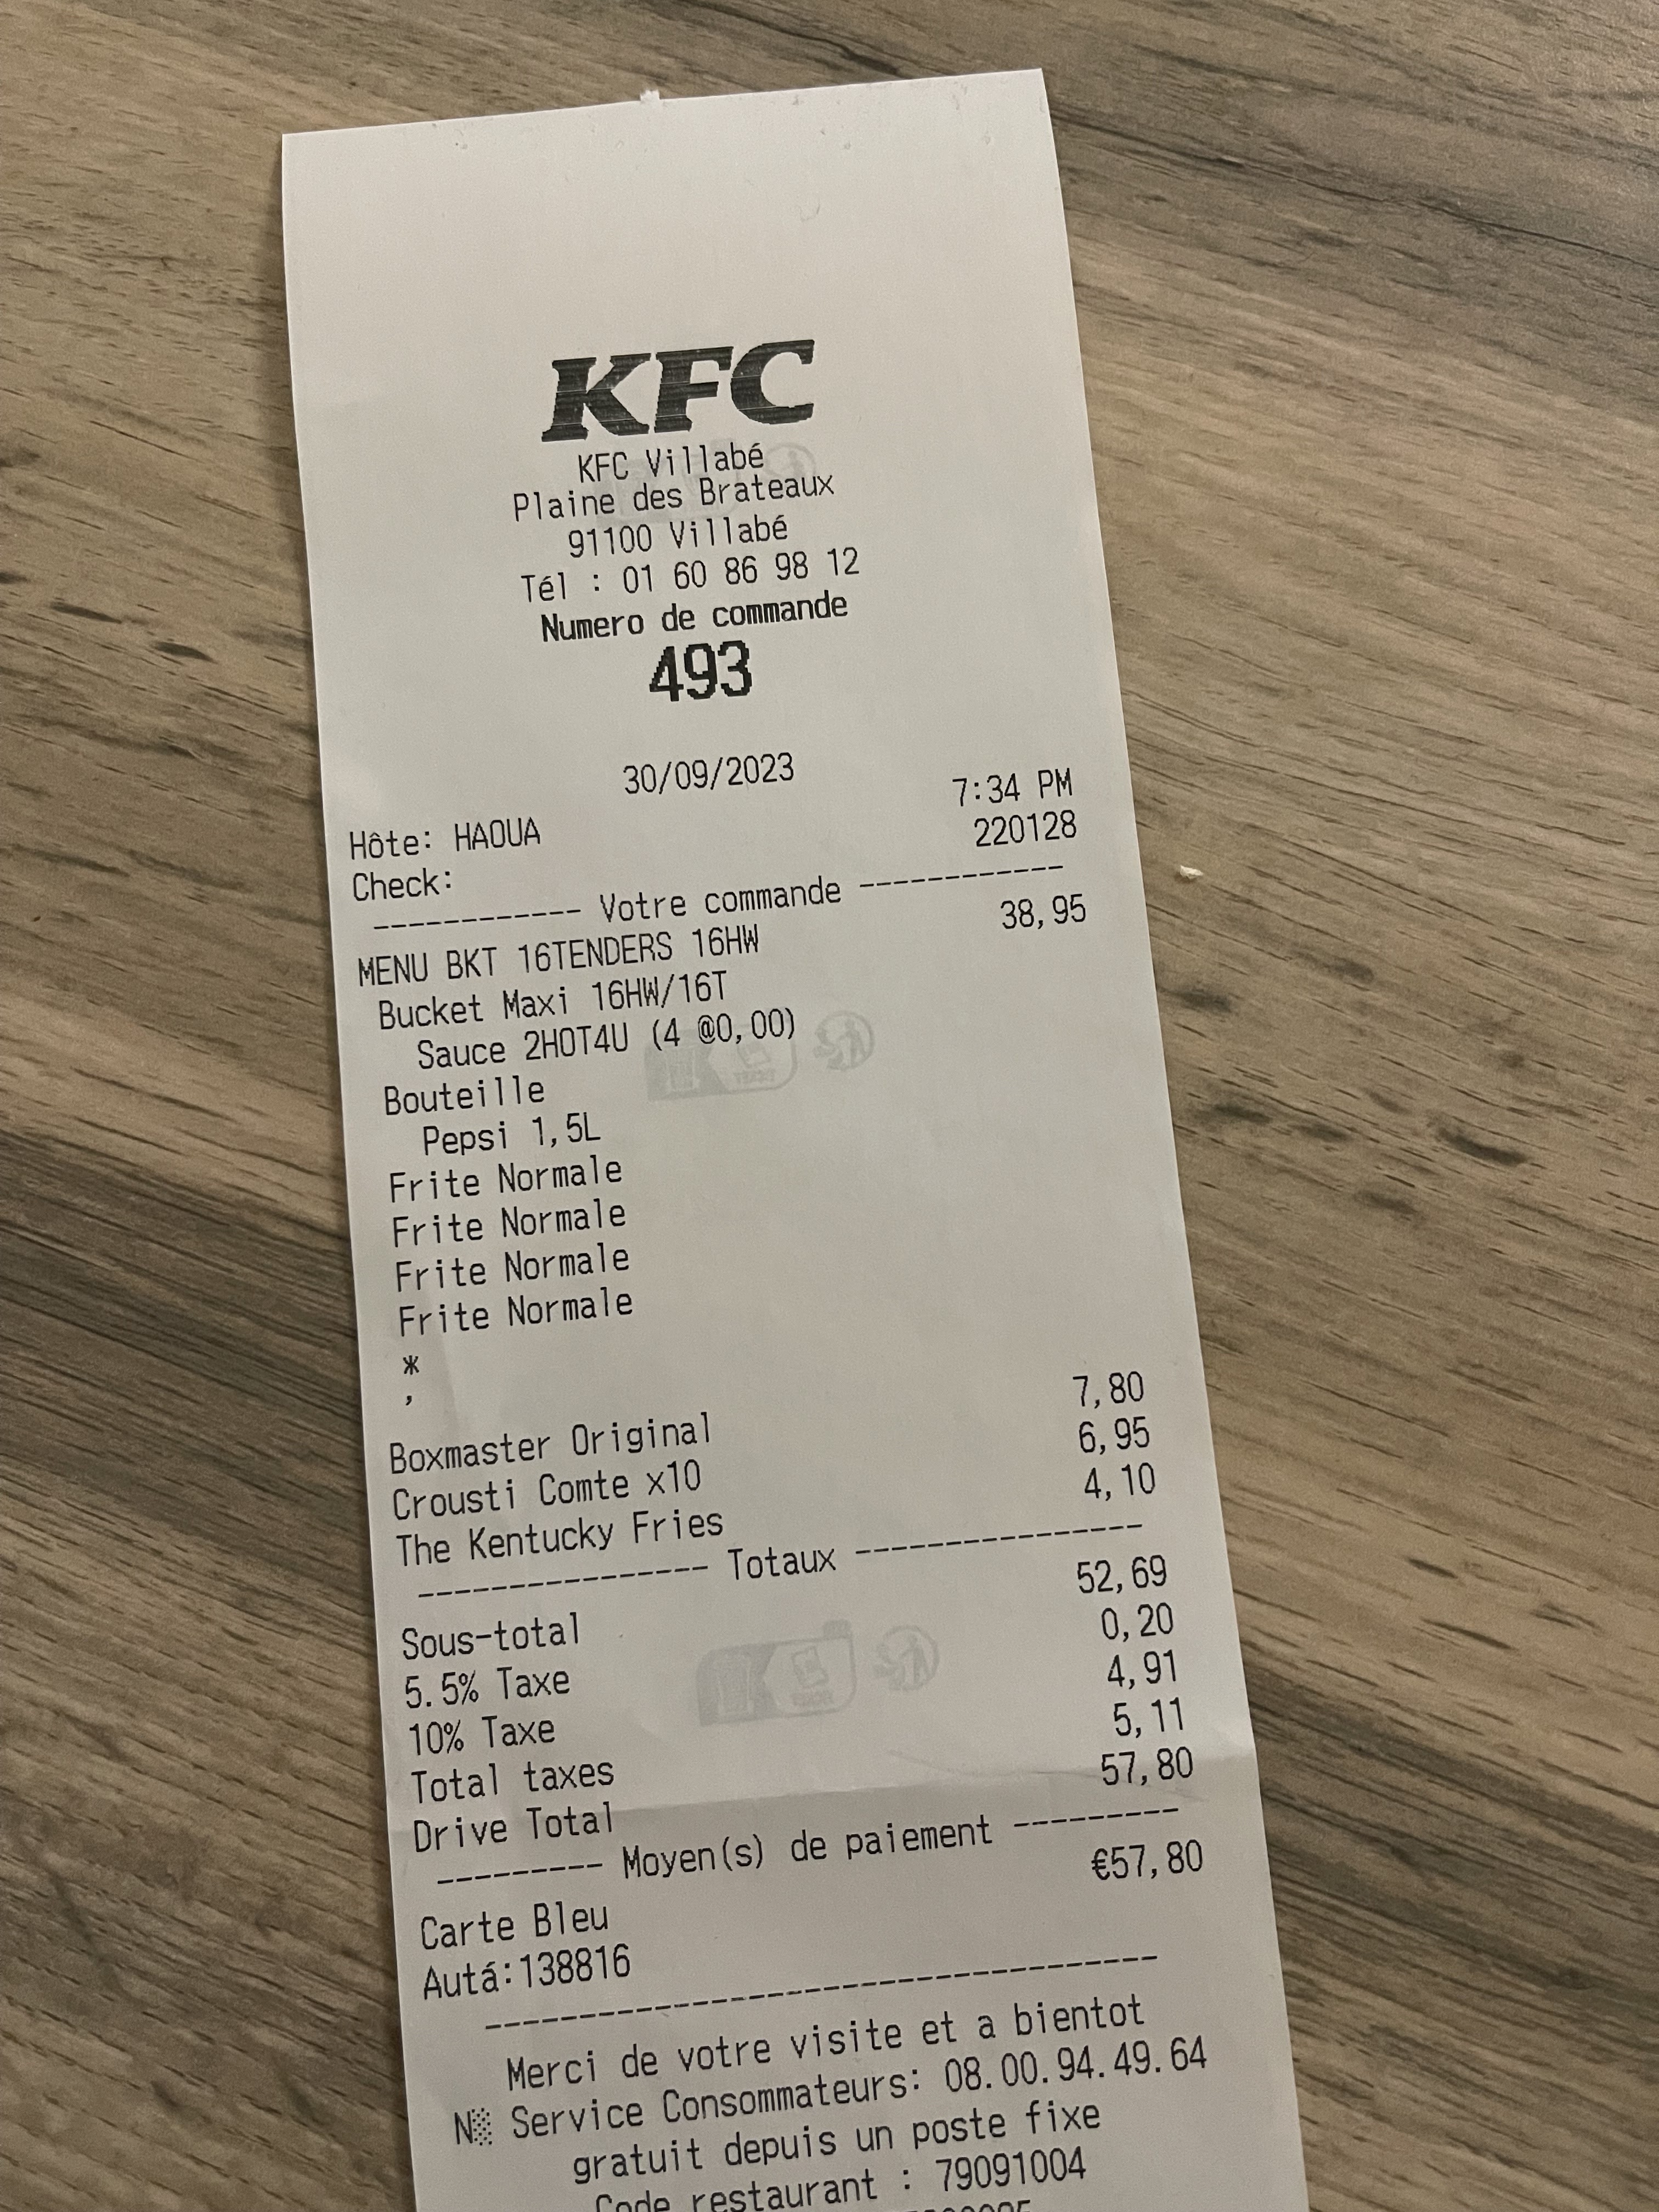 KFC
KFC Villabé
Plaine des Brateaux
91100 Villabé
Tél : 01 60 86 98 12
Numero de commande
493
30/09/2023
Hôte: HAOUA 7:34 PM
Check: 220128
----------- Votre commande ------------
MENU BKT 16TENDERS 16HW 38,95
Bucket Maxi 16HW/16T
Sauce 2HOT4U (4 @0,00)
Bouteille
Pepsi 1,5L
Frite Normale
Frite Normale
Frite Normale
Frite Normale
*
,
Boxmaster Original 7,80
Crousti Comte x10 6,95
The Kentucky Fries 4,10
---------------- Totaux ----------------
Sous-total 52,69
5.5% Taxe 0,20
10% Taxe 4,91
Total taxes 5,11
Drive Total 57,80
--------- Moyen(s) de paiement ---------
Carte Bleu €57,80
Autá:138816
Merci de votre visite et a bientot
N▒ Service Consommateurs: 08.00.94.49.64
gratuit depuis un poste fixe
Code restaurant : 79091004